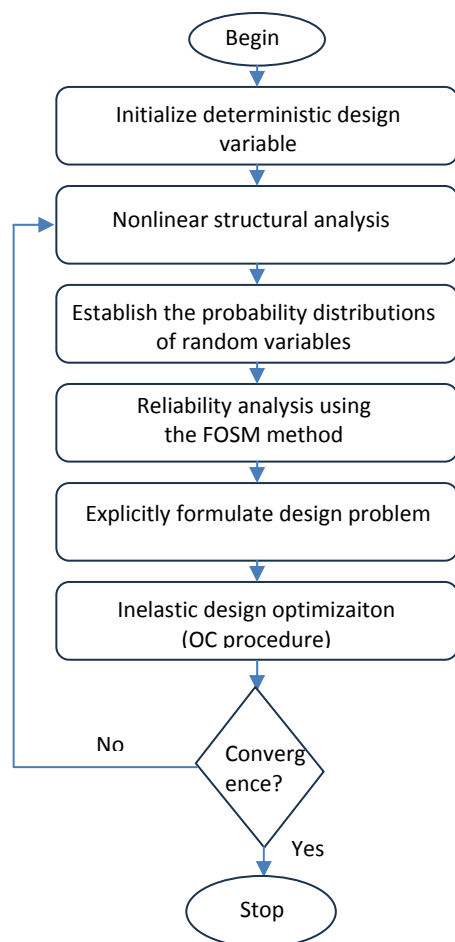 Begin
Initialize deterministic design
variable
Nonlinear structural analysis
Establish the probability distributions
of random variables
Reliability analysis using
the FOSM method
Explicitly formulate design problem
Inelastic design optimizaiton
(OC procedure)
No
Converg
ence?
Yes
Stop